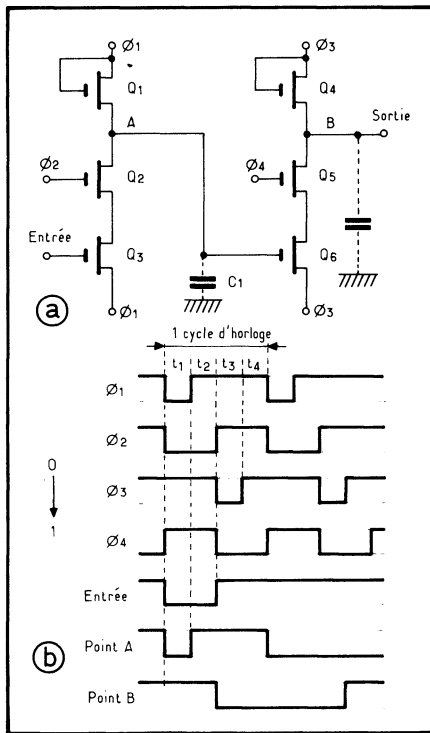 Ø1
Ø3
Q1
Q4
Sortie
A
B
Ø2
Q2
Ø4
Q5
Entrée
Q3
Q6
C1
a
Ø1
Ø3
1 cycle d'horloge
t1 t2 t3 t4
Ø1
Ø2
0
Ø3
1
Ø4
Entrée
Point A
b
Point B